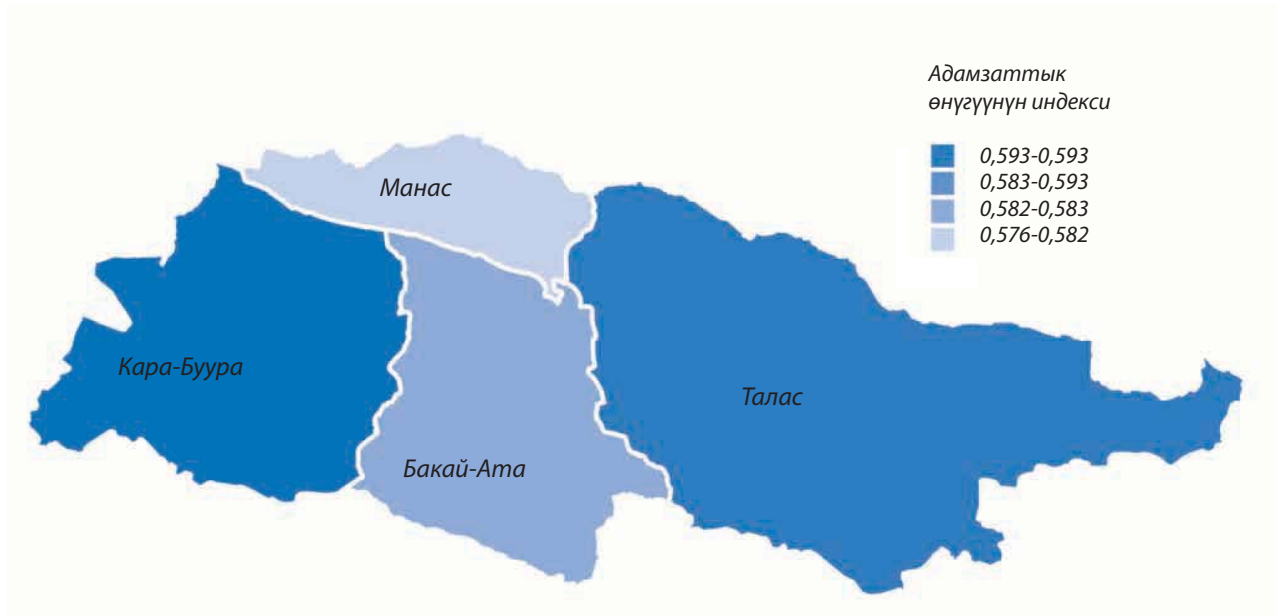 Адамзаттык
өнүгүүнүн индекси
0,593-0,593
0,583-0,593
0,582-0,583
0,576-0,582
Манас
Кара-Буура
Талас
Бакай-Ата